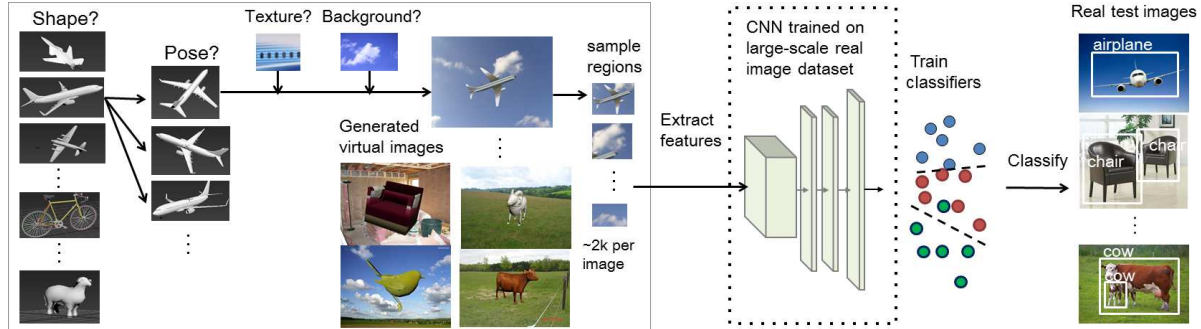 Shape?
Pose?
Texture?
Background?
sample
regions
Generated
virtual images
~2k per
image
Extract
features
CNN trained on
large-scale real
image dataset
Train
classifiers
Classify
Real test images
airplane
chair
chair
cow
cow